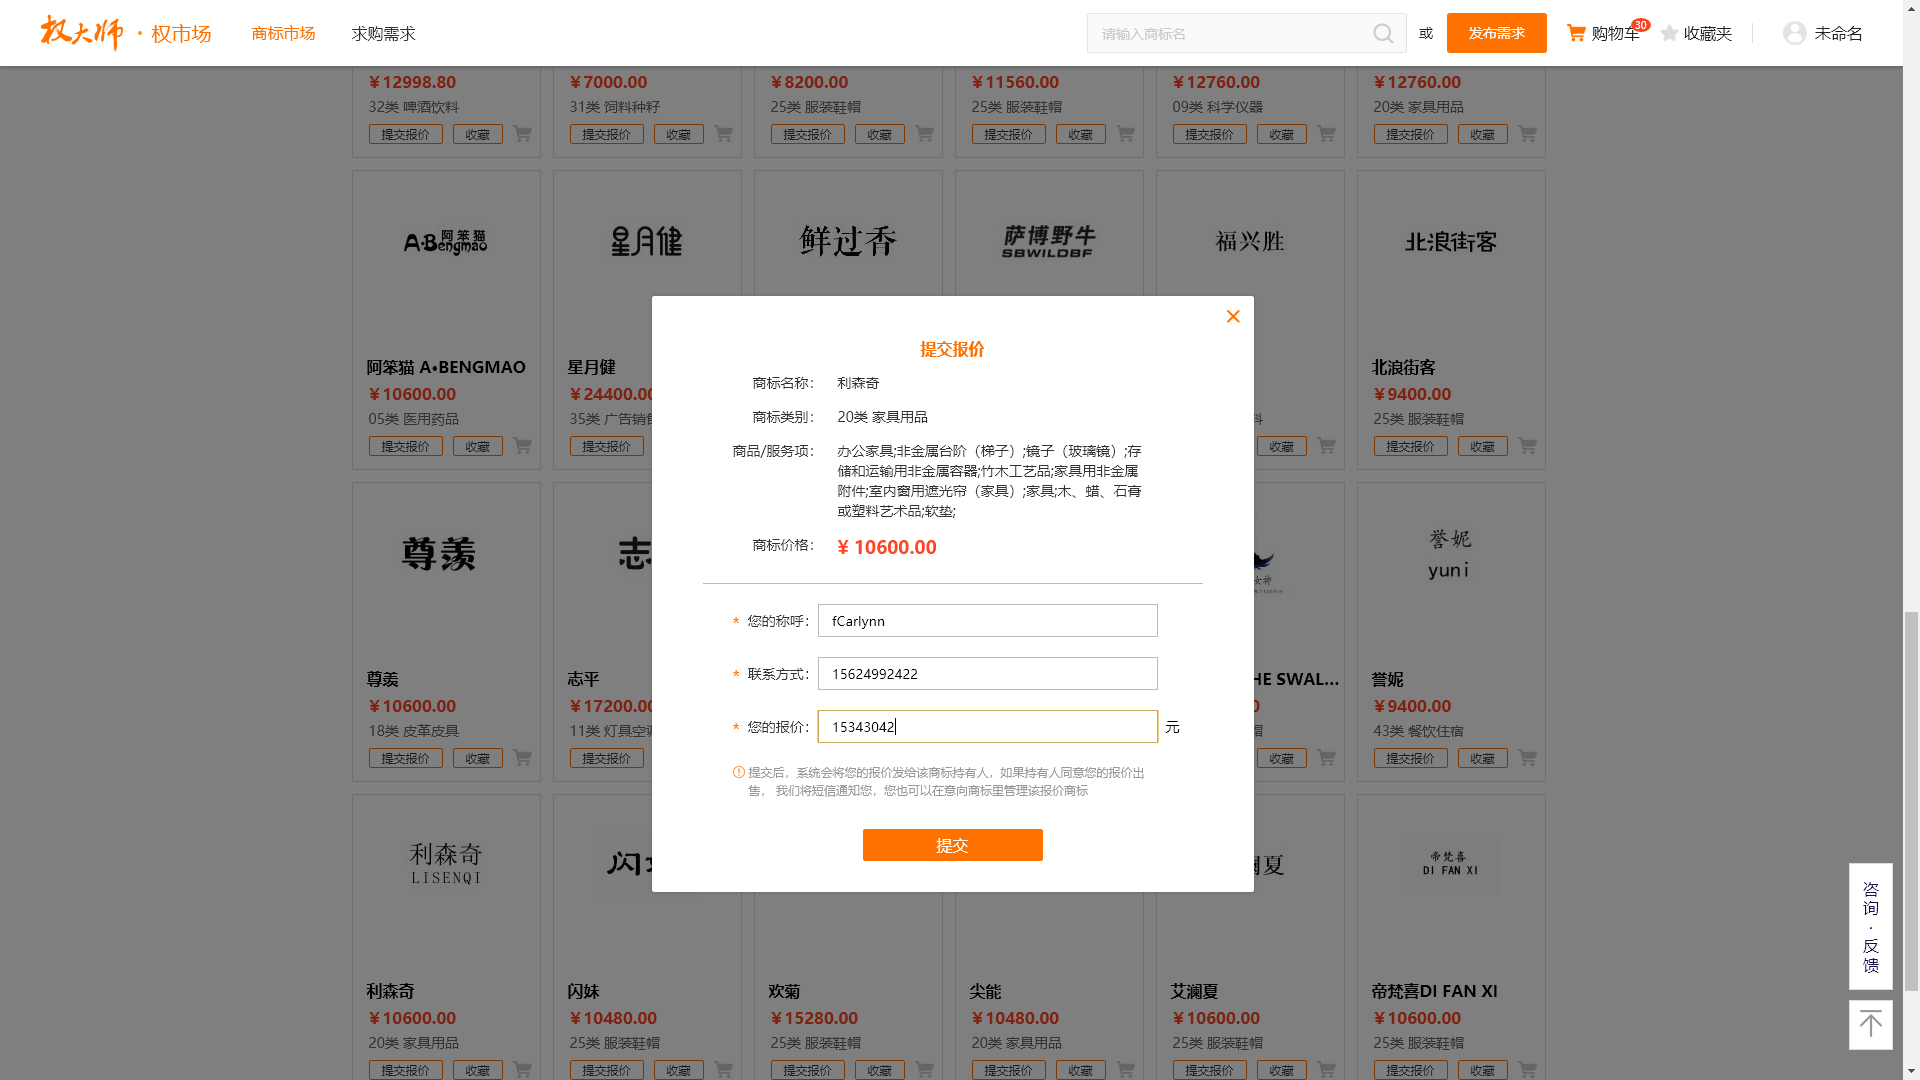 权大师 · 权市场 商标市场 求购需求 请输入商标名 或 发布需求 购物车 30 收藏夹 未命名
￥12998.80 ￥7000.00 ￥8200.00 ￥11560.00 ￥12760.00 ￥12760.00
32类 啤酒饮料 31类 饲料种籽 25类 服装鞋帽 25类 服装鞋帽 09类 科学仪器 20类 家具用品
提交报价 收藏 提交报价 收藏 提交报价 收藏 提交报价 收藏 提交报价 收藏 提交报价 收藏
A·B 阿笨猫 engmao 星月健 鲜过香 萨博野牛 SBWILDBF 福兴胜 北浪街客
阿笨猫 A•BENGMAO 星月健 北浪街客
￥10600.00 ￥24400.00 ￥9400.00
05类 医用药品 35类 广告销售 25类 服装鞋帽
提交报价 收藏 提交报价 收藏 提交报价 收藏
提交报价
商标名称： 利森奇
商标类别： 20类 家具用品
商品/服务项： 办公家具;非金属台阶（梯子）;镜子（玻璃镜）;存
储和运输用非金属容器;竹木工艺品;家具用非金属
附件;室内窗用遮光帘（家具）;家具;木、蜡、石膏
或塑料艺术品;软垫;
商标价格： ¥ 10600.00
* 您的称呼： fCarlynn
* 联系方式： 15624992422
* 您的报价： 15343042 元
提交后，系统会将您的报价发给该商标持有人，如果持有人同意您的报价出
售， 我们将短信通知您，您也可以在意向商标里管理该报价商标
提交
尊羡 志 女神 誉妮 yuni
尊羡 志平 HE SWAL... 誉妮
￥10600.00 ￥17200.00 0 ￥9400.00
18类 皮革皮具 11类 灯具空调 帽 43类 餐饮住宿
提交报价 收藏 提交报价 收藏 提交报价 收藏
利森奇 LISENQI 闪 澜夏 帝梵喜 DI FAN XI
利森奇 闪妹 欢菊 尖能 艾澜夏 帝梵喜DI FAN XI
￥10600.00 ￥10480.00 ￥15280.00 ￥10480.00 ￥10600.00 ￥10600.00
20类 家具用品 25类 服装鞋帽 25类 服装鞋帽 20类 家具用品 25类 服装鞋帽 25类 服装鞋帽
提交报价 收藏 提交报价 收藏 提交报价 收藏 提交报价 收藏 提交报价 收藏 提交报价 收藏
咨询·反馈